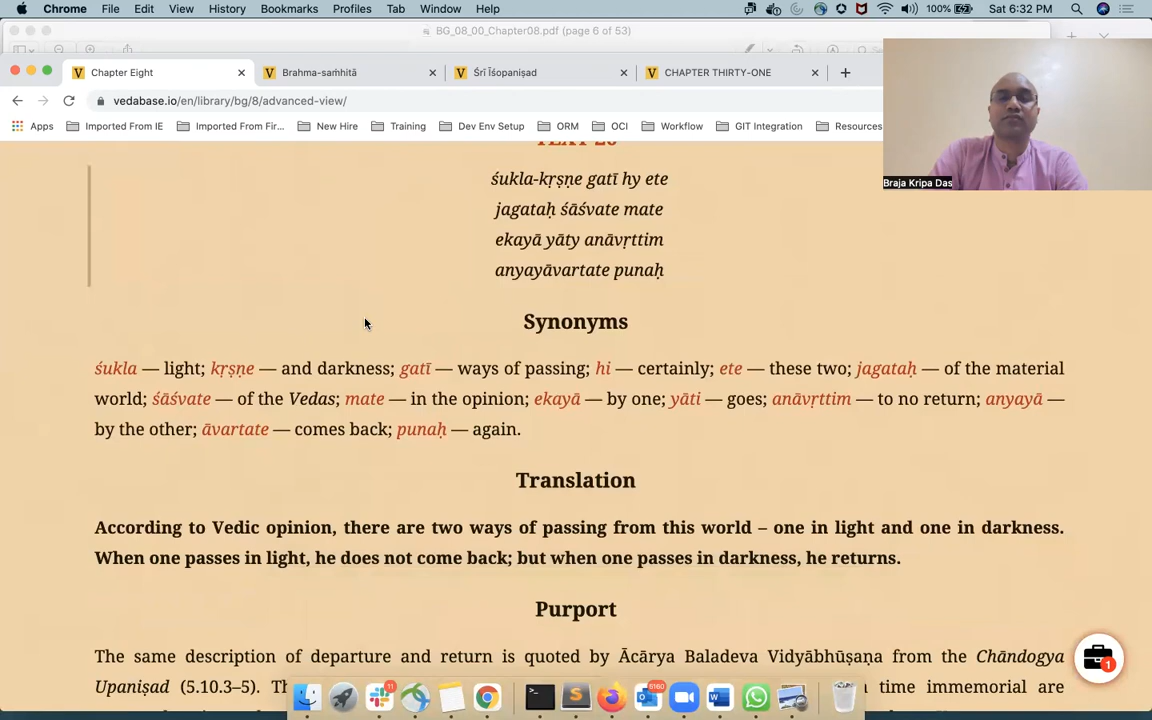 Chrome File Edit View History Bookmarks Profiles Tab Window Help 100% Sat 6:32 PM
BG_08_00_Chapter08.pdf (page 6 of 53)
Chapter Eight Brahma-saṁhitā Śrī Īśopaniṣad CHAPTER THIRTY-ONE
vedabase.io/en/library/bg/8/advanced-view/
Apps Imported From IE Imported From Fir... New Hire Training Dev Env Setup ORM OCI Workflow GIT Integration Resources
Braja Kripa Das
śukla-kṛṣṇe gatī hy ete
jagataḥ śāśvate mate
ekayā yāty anāvṛttim
anyayāvartate punaḥ
Synonyms
śukla — light; kṛṣṇe — and darkness; gatī — ways of passing; hi — certainly; ete — these two; jagataḥ — of the material
world; śāśvate — of the Vedas; mate — in the opinion; ekayā — by one; yāti — goes; anāvṛttim — to no return; anyayā —
by the other; āvartate — comes back; punaḥ — again.
Translation
According to Vedic opinion, there are two ways of passing from this world – one in light and one in darkness.
When one passes in light, he does not come back; but when one passes in darkness, he returns.
Purport
The same description of departure and return is quoted by Ācārya Baladeva Vidyābhūṣaṇa from the Chāndogya
Upaniṣad (5.10.3–5). time immemorial are
1
11
6160